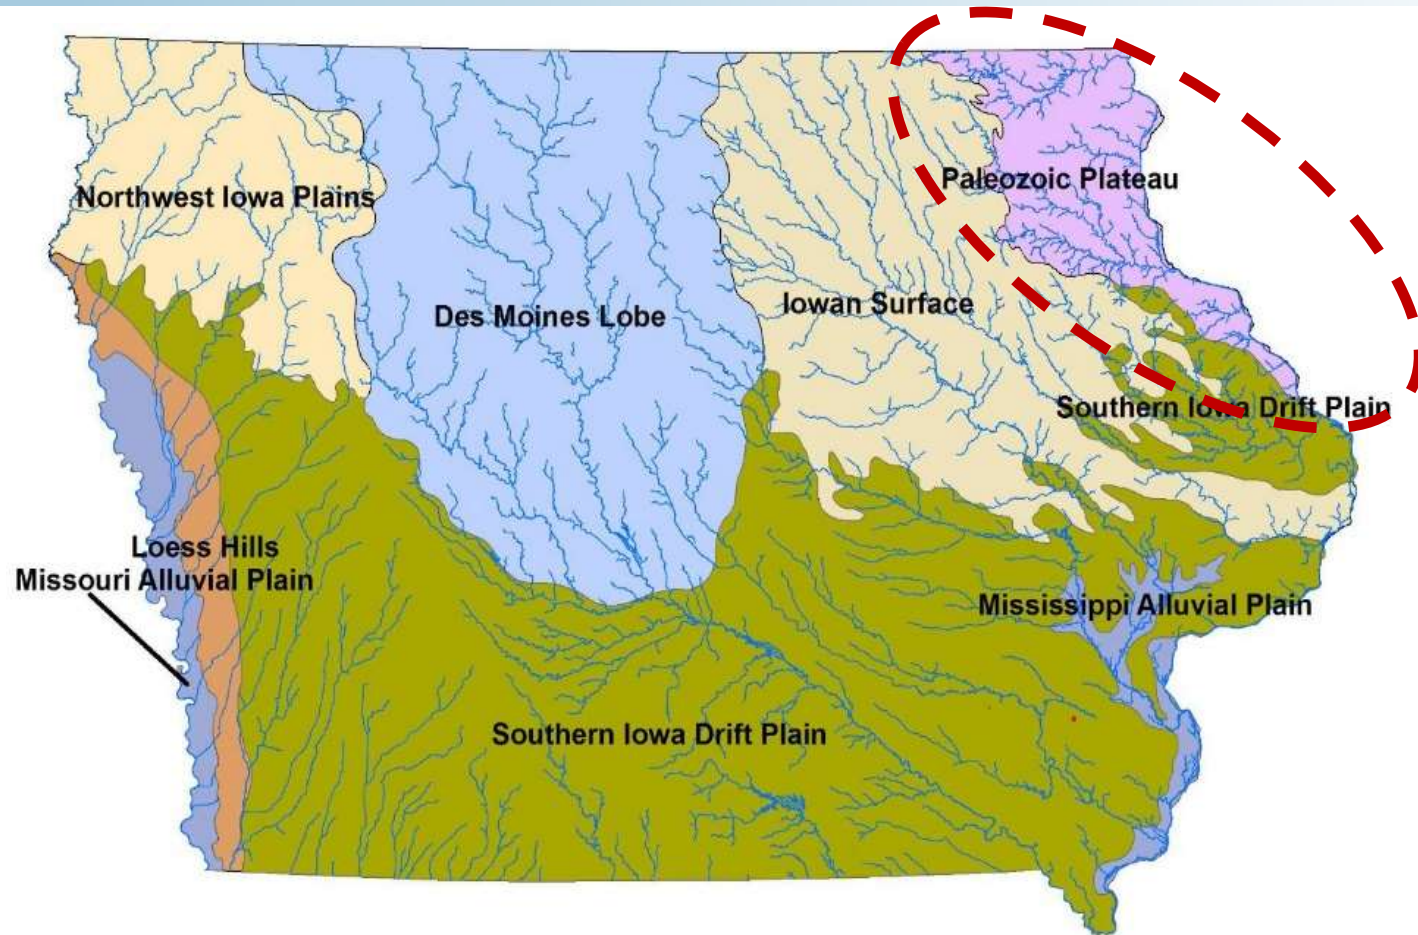 Paleozoic Plateau
Northwest Iowa Plains
Iowan Surface
Des Moines Lobe
Southern Iowa Drift Plain
Loess Hills
Missouri Alluvial Plain
Mississippi Alluvial Plain
Southern Iowa Drift Plain